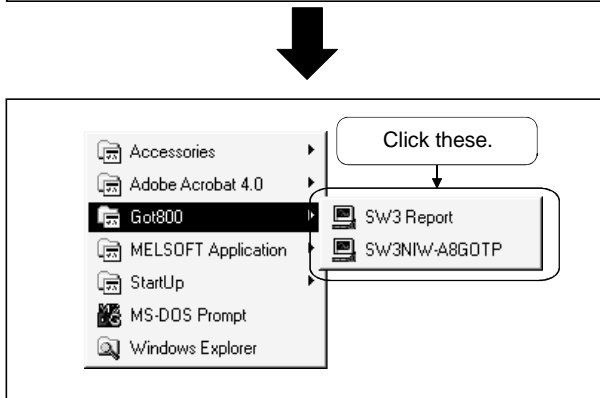 Click these.
Accessories
Adobe Acrobat 4.0
Got800
SW3 Report
MELSOFT Application
SW3NIW-A8GOTP
StartUp
MS-DOS Prompt
Windows Explorer